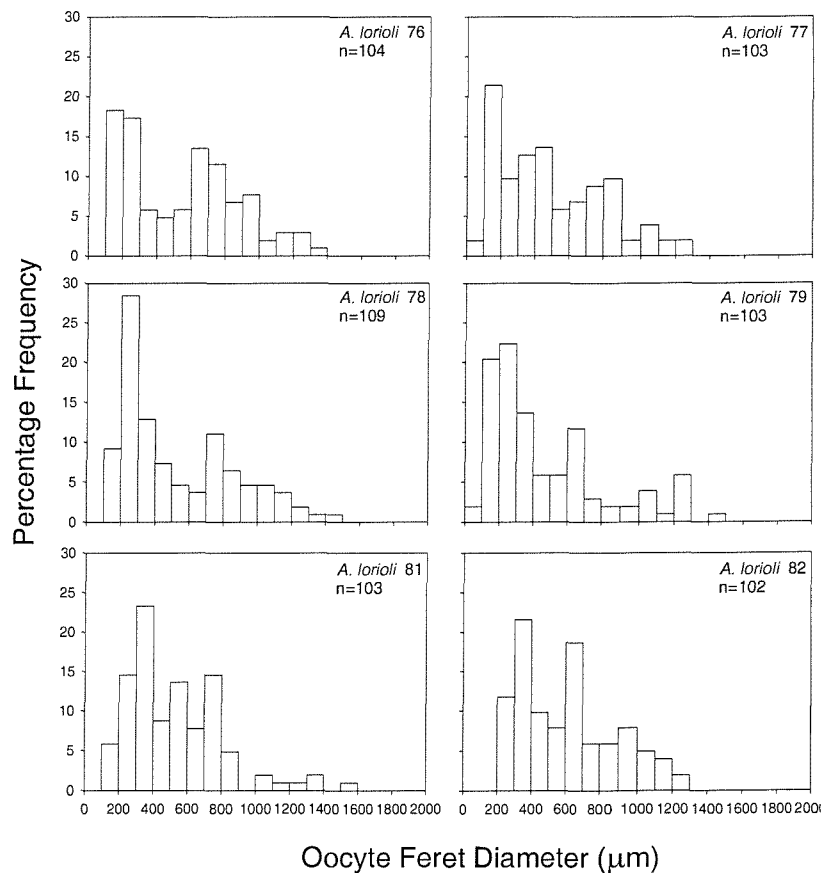 30
25
20
15
10
5
0
A. lorioli 76
n=104
A. lorioli 77
n=103
30
25
20
15
10
5
0
A. lorioli 78
n=109
A. lorioli 79
n=103
30
25
20
15
10
5
0
A. lorioli 81
n=103
A. lorioli 82
n=102
0 200 400 600 800 1000 1200 1400 1600 1800 2000
0 200 400 600 800 1000 1200 1400 1600 1800 2000
Percentage Frequency
Oocyte Feret Diameter (μm)